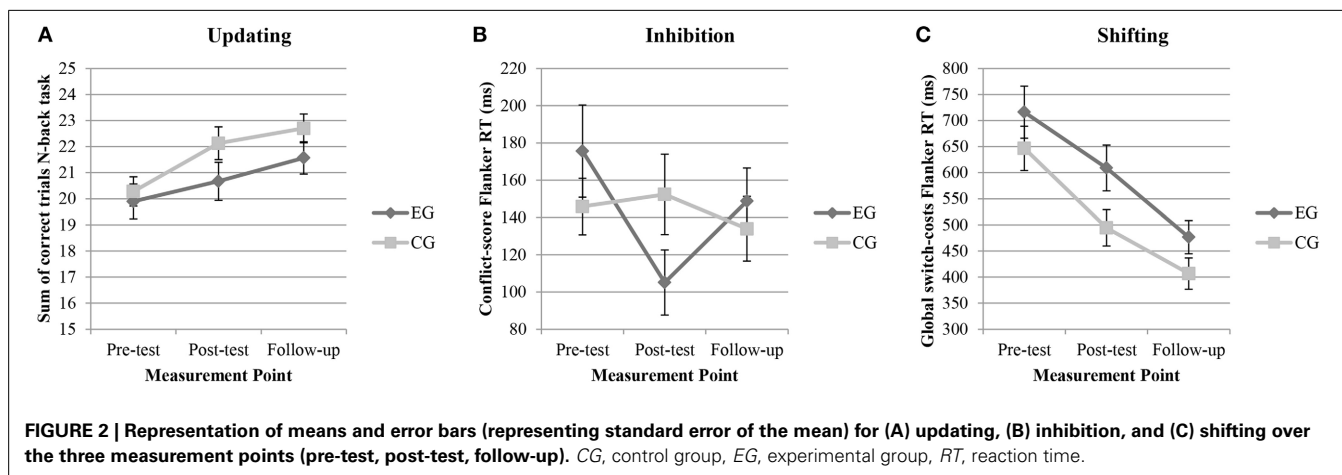 A
Updating
Sum of correct trials N-back task
25
24
23
22
21
20
19
18
17
16
15
Pre-test Post-test Follow-up
Measurement Point
EG
CG
B
Inhibition
Conflict-score Flanker RT (ms)
220
200
180
160
140
120
100
80
Pre-test Post-test Follow-up
Measurement Point
EG
CG
C
Shifting
Global switch-costs Flanker RT (ms)
800
750
700
650
600
550
500
450
400
350
300
Pre-test Post-test Follow-up
Measurement Point
EG
CG
FIGURE 2 | Representation of means and error bars (representing standard error of the mean) for (A) updating, (B) inhibition, and (C) shifting over
the three measurement points (pre-test, post-test, follow-up). CG, control group, EG, experimental group, RT, reaction time.